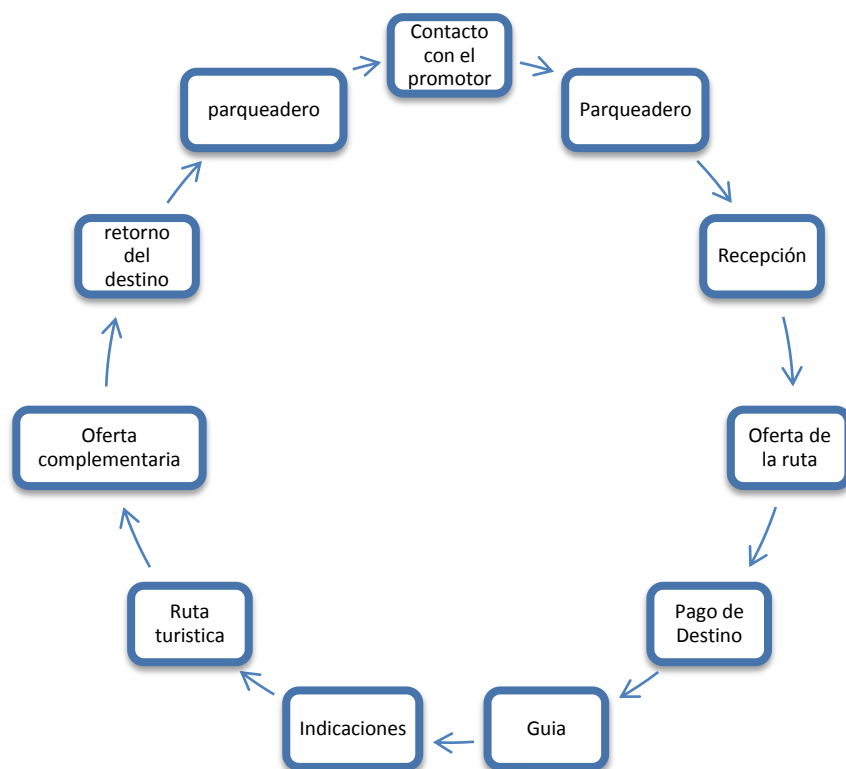 Contacto
con el
promotor
Parqueadero
Recepción
Oferta de
la ruta
Pago de
Destino
Guia
Indicaciones
Ruta
turistica
Oferta
complementaria
retorno
del
destino
parqueadero